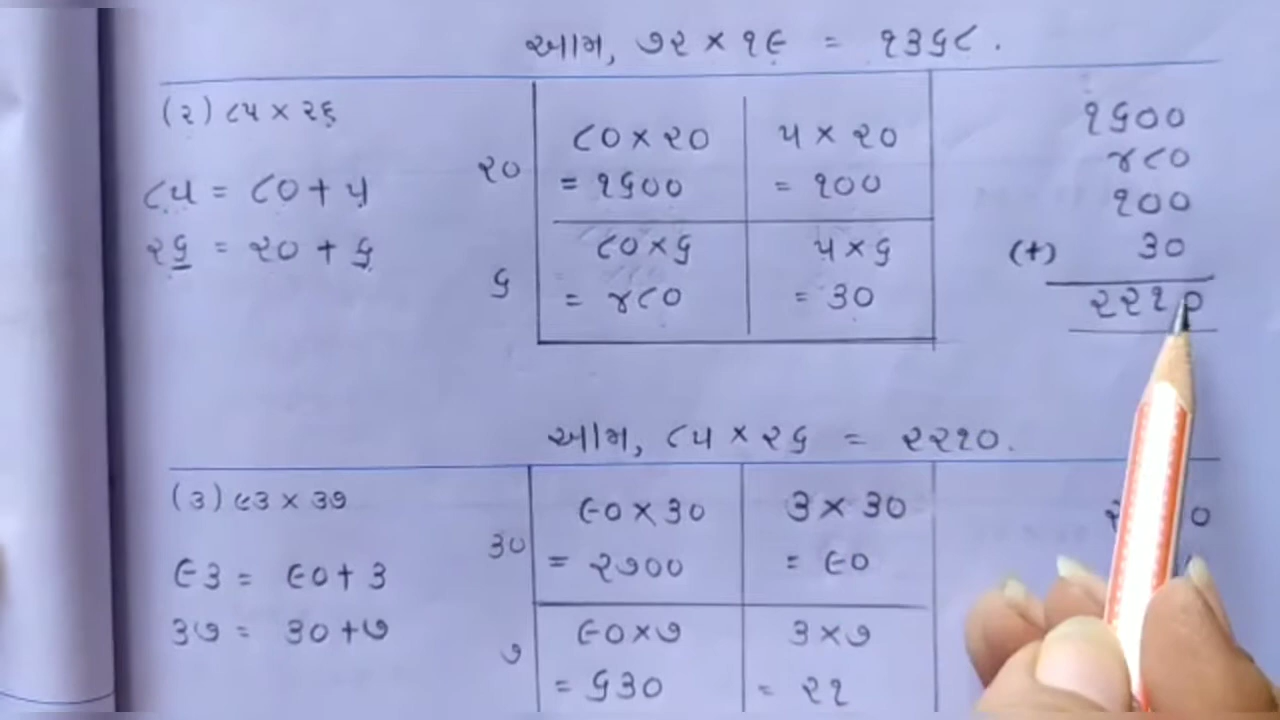 આમ, ૭૨ × ૧૯ = ૧૩૬૮.
(૨) ૮૫ × ૨૬
૮૫ = ૮૦ + ૫
૨૬ = ૨૦ + ૬
૨૦
૮૦ × ૨૦
= ૧૬૦૦
૫ × ૨૦
= ૧૦૦
૬
૮૦ × ૬
= ૪૮૦
૫ × ૬
= ૩૦
૧૬૦૦
૪૮૦
૧૦૦
(+) ૩૦
૨૨૧૦
આમ, ૮૫ × ૨૬ = ૨૨૧૦.
(૩) ૯૩ × ૩૭
૯૩ = ૯૦ + ૩
૩૭ = ૩૦ + ૭
૩૦
૯૦ × ૩૦
= ૨૭૦૦
૩ × ૩૦
= ૯૦
૭
૯૦ × ૭
= ૬૩૦
૩ × ૭
= ૨૧